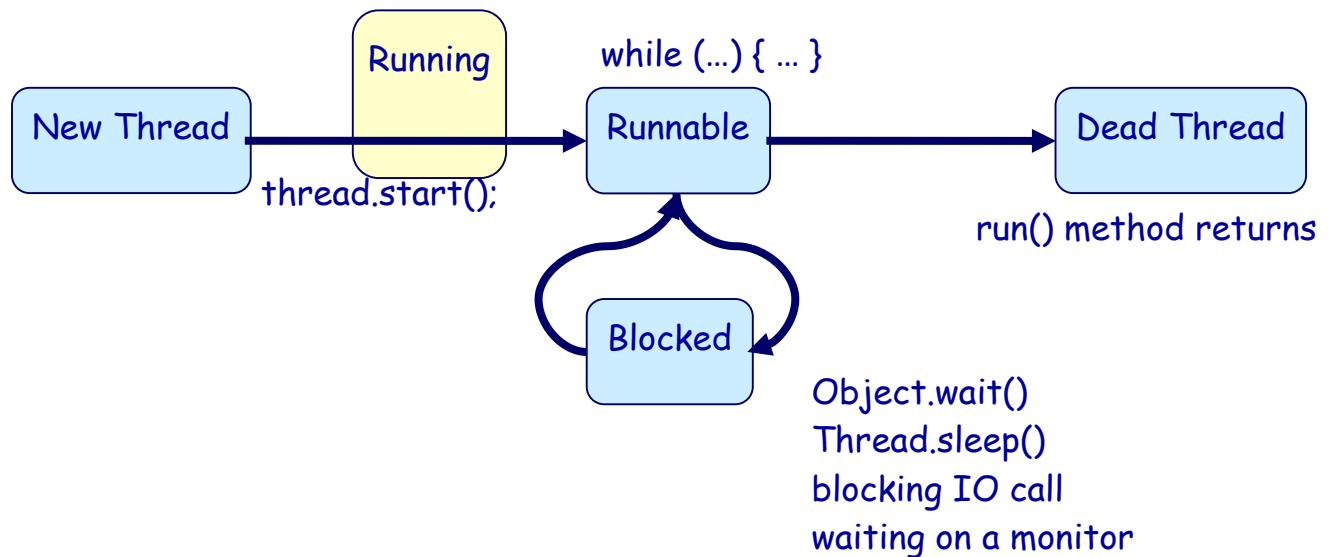 Running
while (...) { ... }
New Thread
Runnable
Dead Thread
thread.start();
run() method returns
Blocked
Object.wait()
Thread.sleep()
blocking IO call
waiting on a monitor